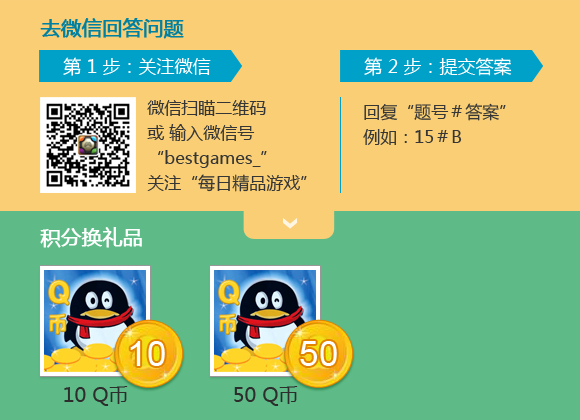 去微信回答问题
第 1 步：关注微信
微信扫瞄二维码
或 输入微信号
“bestgames_”
关注“每日精品游戏”
第 2 步：提交答案
回复“题号＃答案”
例如：15＃B
积分换礼品
Q币
10
10 Q币
Q币
50
50 Q币